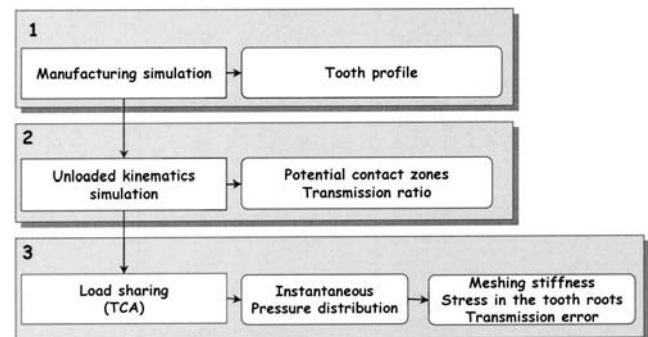 1
Manufacturing simulation
Tooth profile
2
Unloaded kinematics
simulation
Potential contact zones
Transmission ratio
3
Load sharing
(TCA)
Instantaneous
Pressure distribution
Meshing stiffness
Stress in the tooth roots
Transmission error